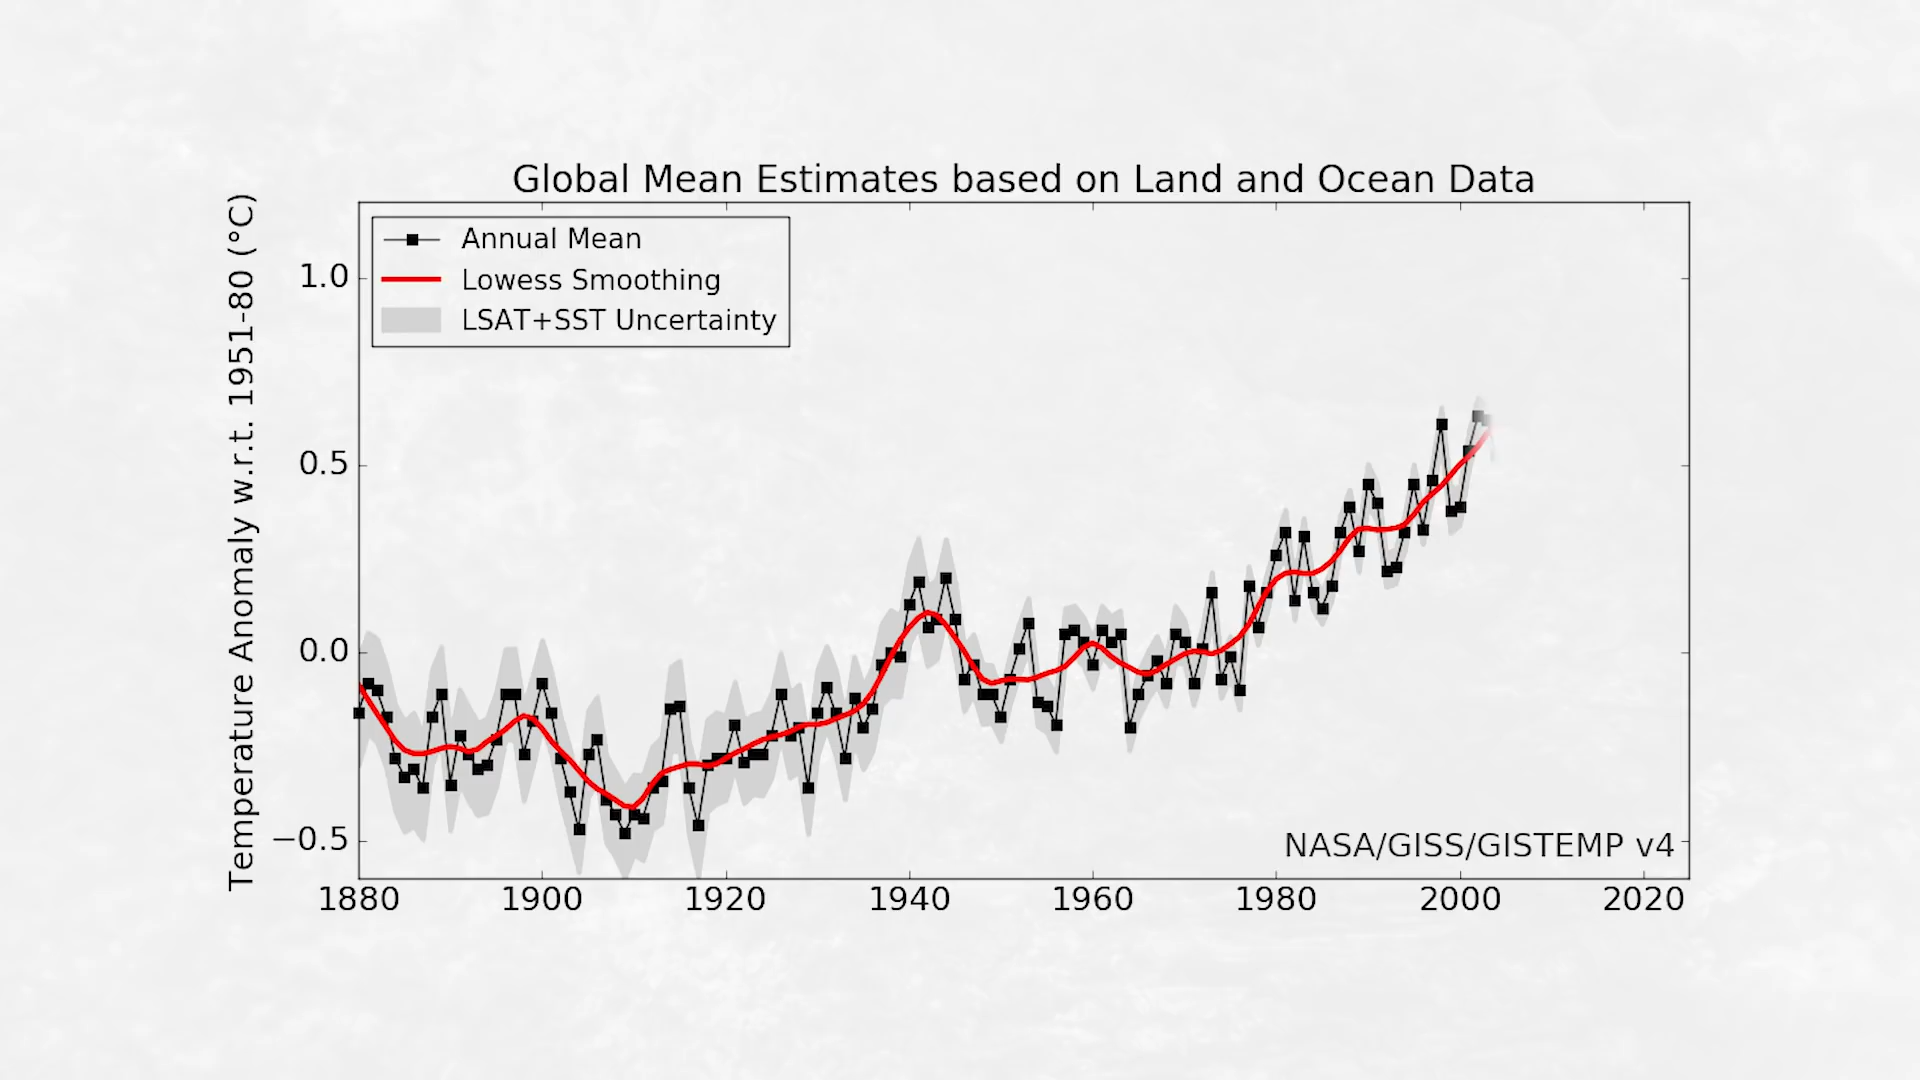 Global Mean Estimates based on Land and Ocean Data
Temperature Anomaly w.r.t. 1951-80 (°C)
Annual Mean
Lowess Smoothing
LSAT+SST Uncertainty
1.0
0.5
0.0
−0.5
NASA/GISS/GISTEMP v4
1880 1900 1920 1940 1960 1980 2000 2020